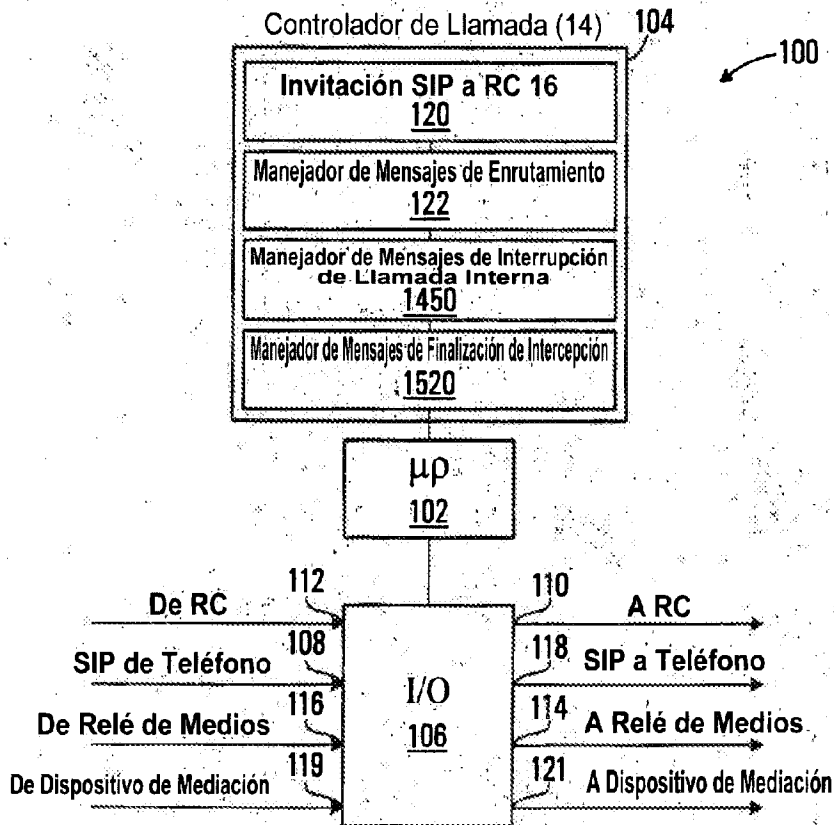 Controlador de Llamada (14)
104
100
Invitación SIP a RC 16
120
Manejador de Mensajes de Enrutamiento
122
Manejador de Mensajes de Interrupción
de Llamada Interna
1450
Manejador de Mensajes de Finalización de Intercepción
1520
μρ
102
De RC
112
110
A RC
SIP de Teléfono
108
118
SIP a Teléfono
I/O
106
De Relé de Medios
116
114
A Relé de Medios
De Dispositivo de Mediación
119
121
A Dispositivo de Mediación